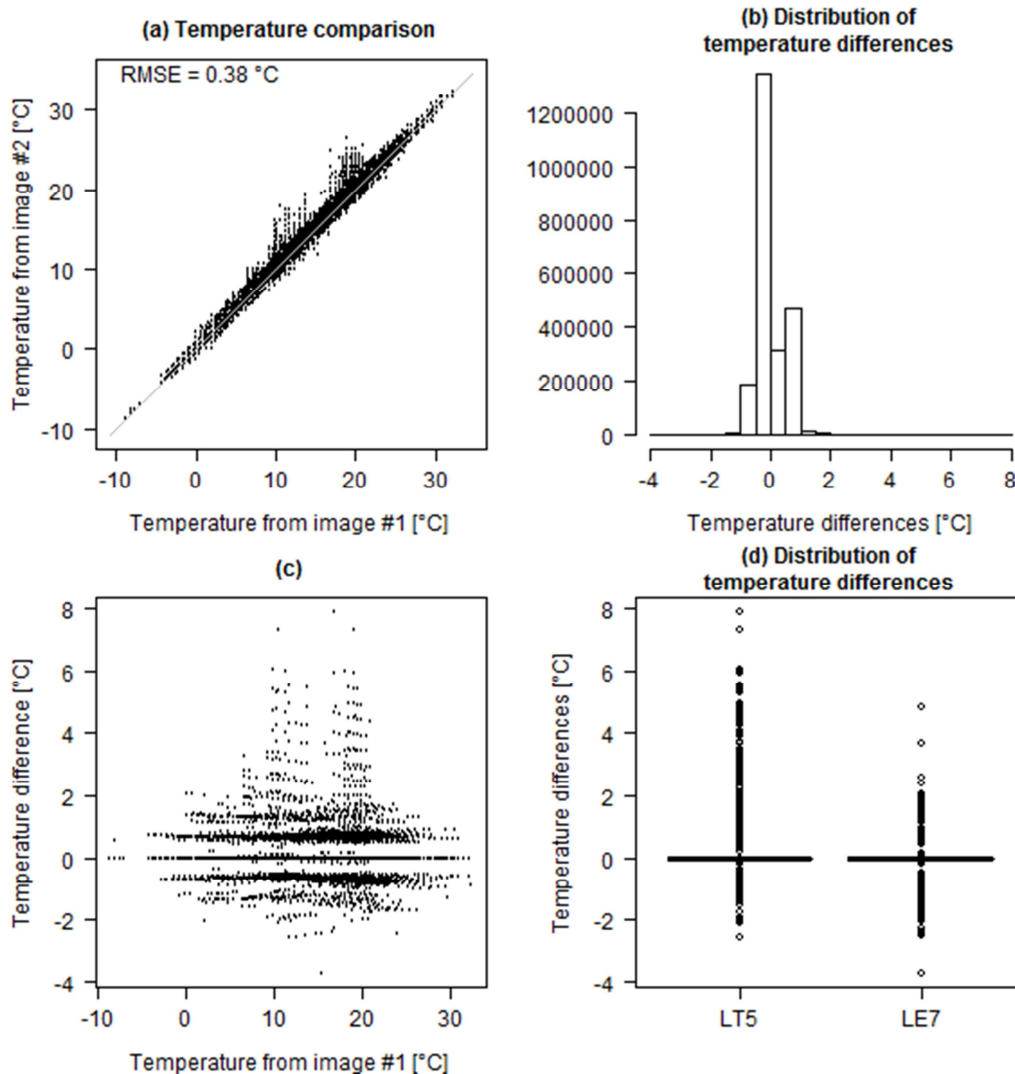 (a) Temperature comparison
RMSE = 0.38 °C
Temperature from image #2 [°C]
30
20
10
0
-10
-10 0 10 20 30
Temperature from image #1 [°C]
(b) Distribution of
temperature differences
1200000
1000000
800000
600000
400000
200000
0
-4 -2 0 2 4 6 8
Temperature differences [°C]
(c)
Temperature difference [°C]
8
6
4
2
0
-2
-4
-10 0 10 20 30
Temperature from image #1 [°C]
(d) Distribution of
temperature differences
Temperature differences [°C]
8
6
4
2
0
-2
-4
LT5 LE7